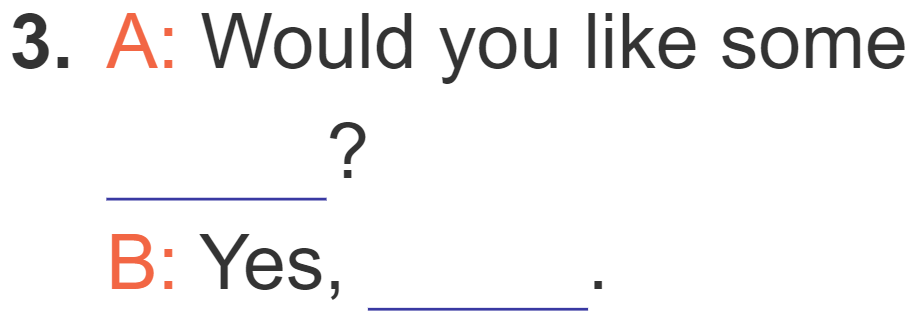 3. A: Would you like some
______?
B: Yes, ______.